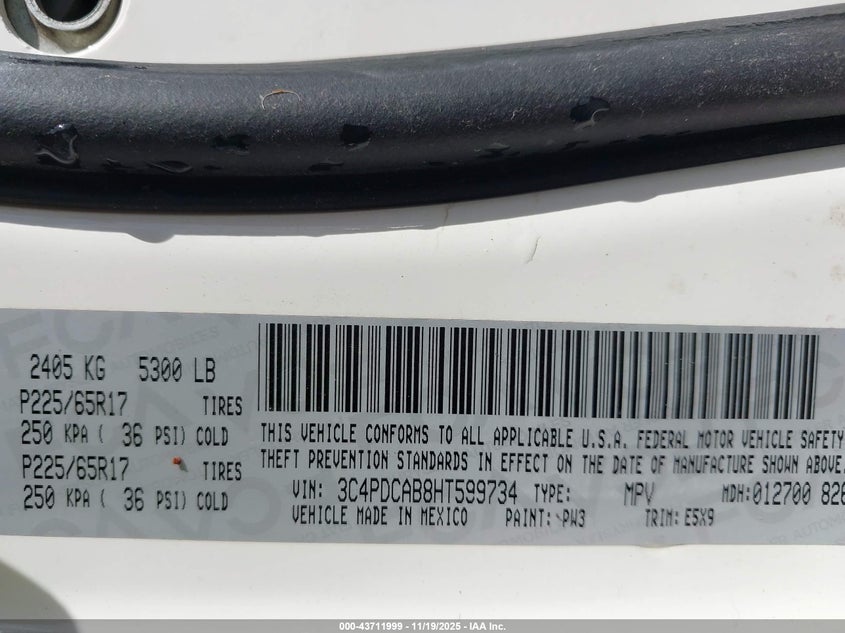 2405 KG 5300 LB
P225/65R17 TIRES
250 KPA ( 36 PSI) COLD
P225/65R17 TIRES
250 KPA ( 36 PSI) COLD
THIS VEHICLE CONFORMS TO ALL APPLICABLE U.S.A. FEDERAL MOTOR VEHICLE SAFETY
THEFT PREVENTION STANDARDS IN EFFECT ON THE DATE OF MANUFACTURE SHOWN ABOVE.
VIN: 3C4PDCAB8HT599734 TYPE: MPV MDH:012700 826
VEHICLE MADE IN MEXICO PAINT: PW3 TRIM: E5X9
000-43711999 - 11/19/2025 - IAA Inc.